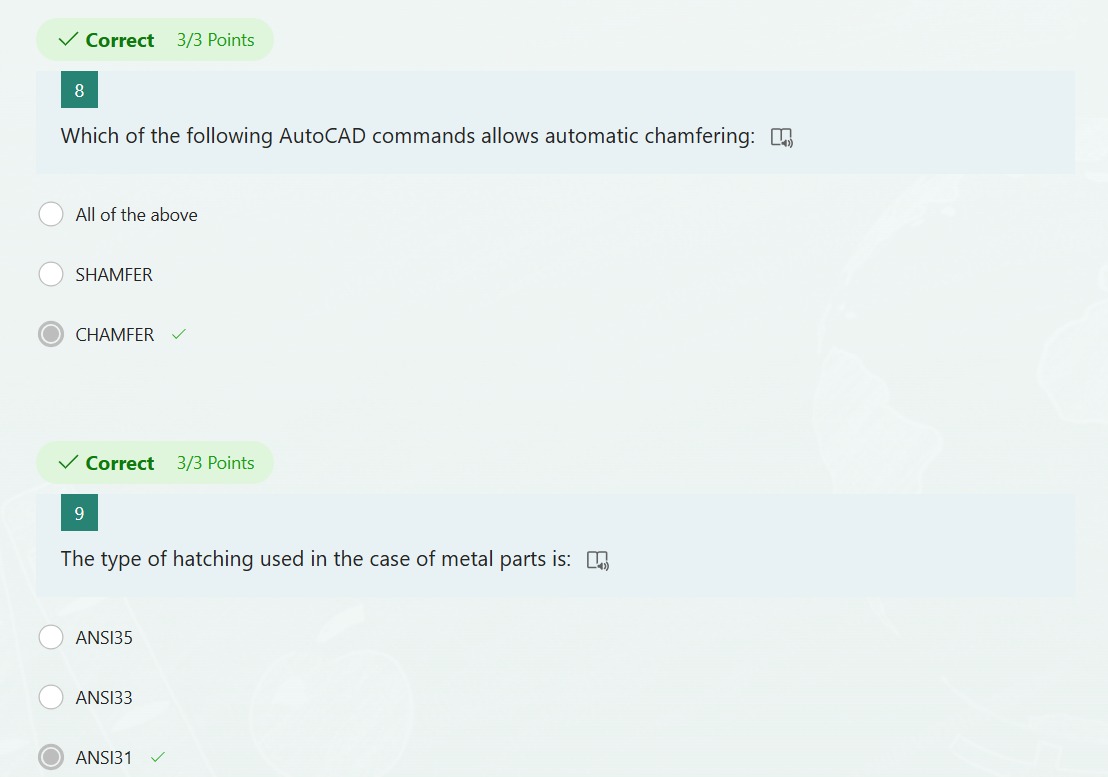 Correct 3/3 Points
8
Which of the following AutoCAD commands allows automatic chamfering:
All of the above
SHAMFER
CHAMFER
Correct 3/3 Points
9
The type of hatching used in the case of metal parts is:
ANSI35
ANSI33
ANSI31